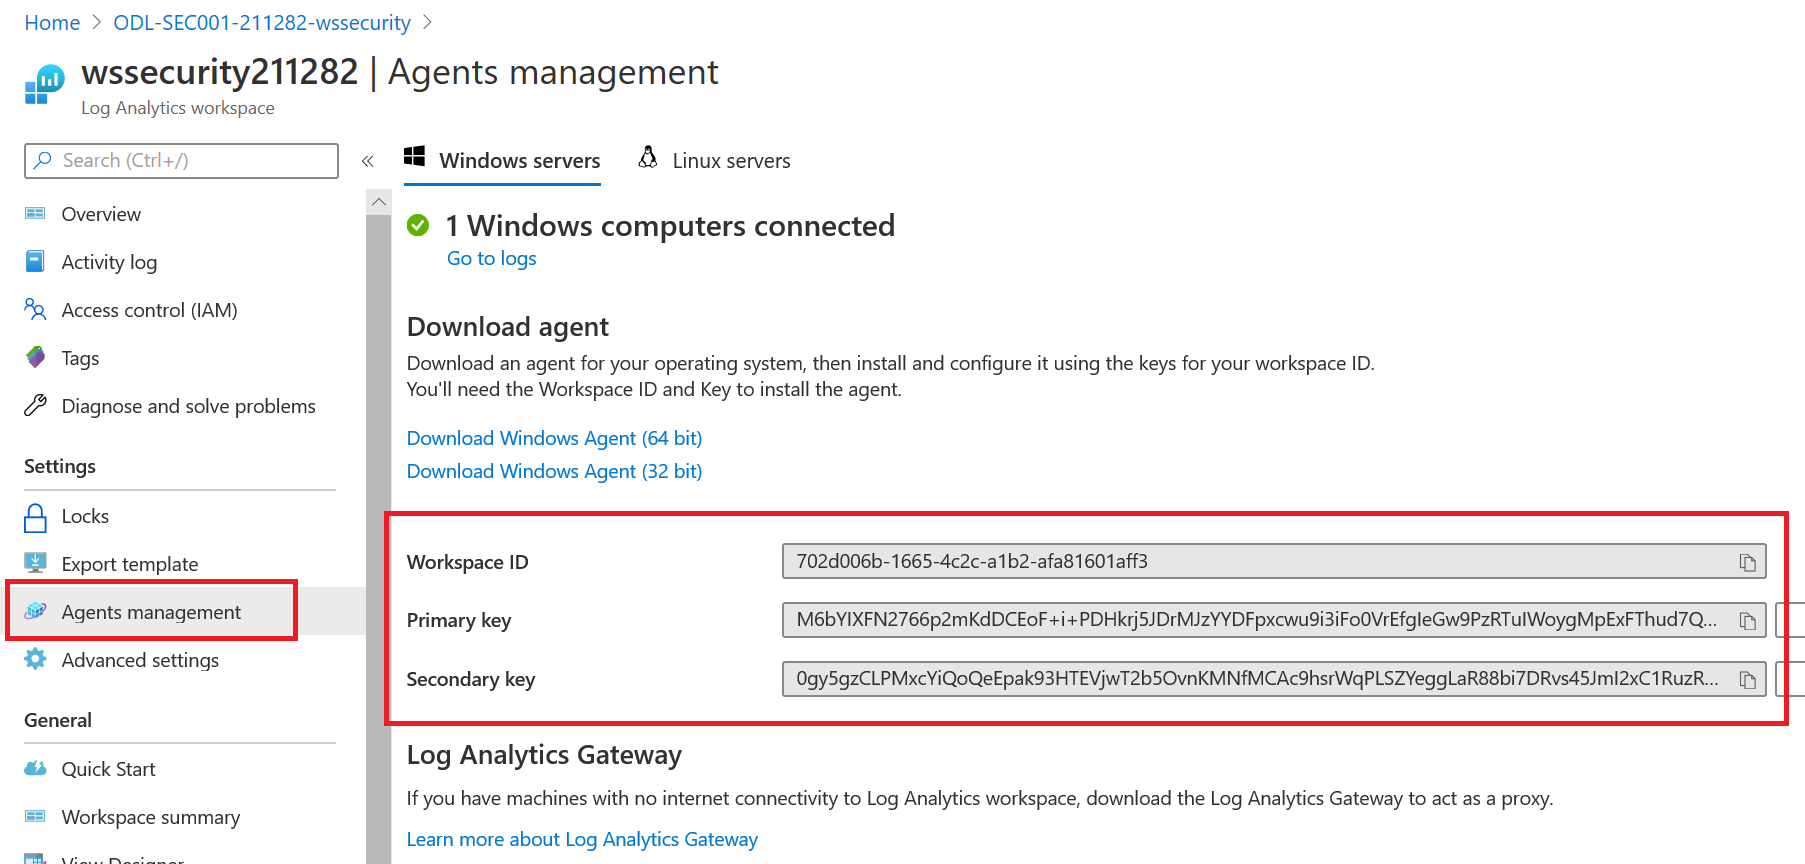 Home > ODL-SEC001-211282-wssecurity >
wssecurity211282 | Agents management
Log Analytics workspace
Search (Ctrl+/)
«
Overview
Activity log
Access control (IAM)
Tags
Diagnose and solve problems
Settings
Locks
Export template
Agents management
Advanced settings
General
Quick Start
Workspace summary
View Designer
Windows servers
Linux servers
1 Windows computers connected
Go to logs
Download agent
Download an agent for your operating system, then install and configure it using the keys for your workspace ID.
You'll need the Workspace ID and Key to install the agent.
Download Windows Agent (64 bit)
Download Windows Agent (32 bit)
Workspace ID
702d006b-1665-4c2c-a1b2-afa81601aff3
Primary key
M6bYIXFN2766p2mKdDCEoF+i+PDHkrj5JDrMJzYYDFpxcwu9i3iFo0VrEfgIeGw9PzRTuIWoygMpExFThud7Q...
Secondary key
0gy5gzCLPMxcYiQoQeEpak93HTEVjwT2b5OvnKMNfMCAc9hsrWqPLSZYeggLaR88bi7DRvs45JmI2xC1RuzR...
Log Analytics Gateway
If you have machines with no internet connectivity to Log Analytics workspace, download the Log Analytics Gateway to act as a proxy.
Learn more about Log Analytics Gateway